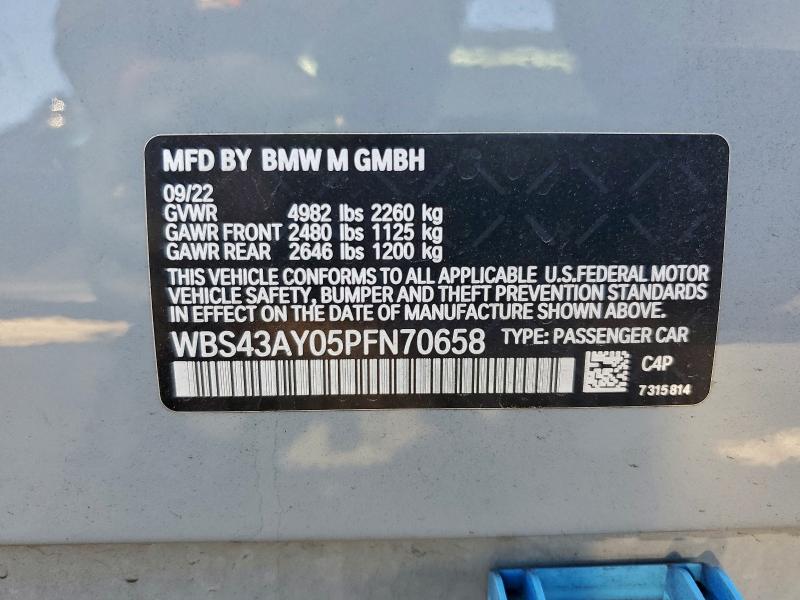 MFD BY BMW M GMBH
09/22
GVWR 4982 lbs 2260 kg
GAWR FRONT 2480 lbs 1125 kg
GAWR REAR 2646 lbs 1200 kg
THIS VEHICLE CONFORMS TO ALL APPLICABLE U.S.FEDERAL MOTOR
VEHICLE SAFETY, BUMPER AND THEFT PREVENTION STANDARDS
IN EFFECT ON THE DATE OF MANUFACTURE SHOWN ABOVE.
WBS43AY05PFN70658 TYPE: PASSENGER CAR
C4P
7315814